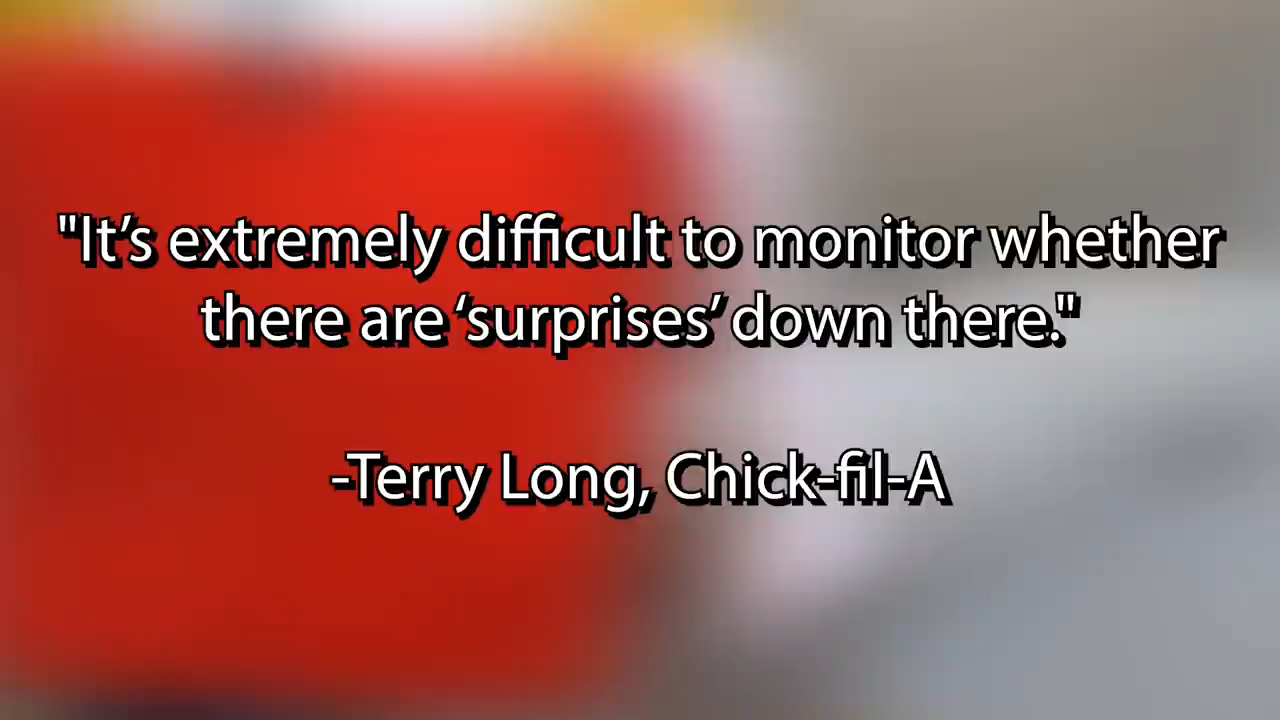 "It’s extremely difficult to monitor whether
there are ‘surprises’ down there."
-Terry Long, Chick-fil-A